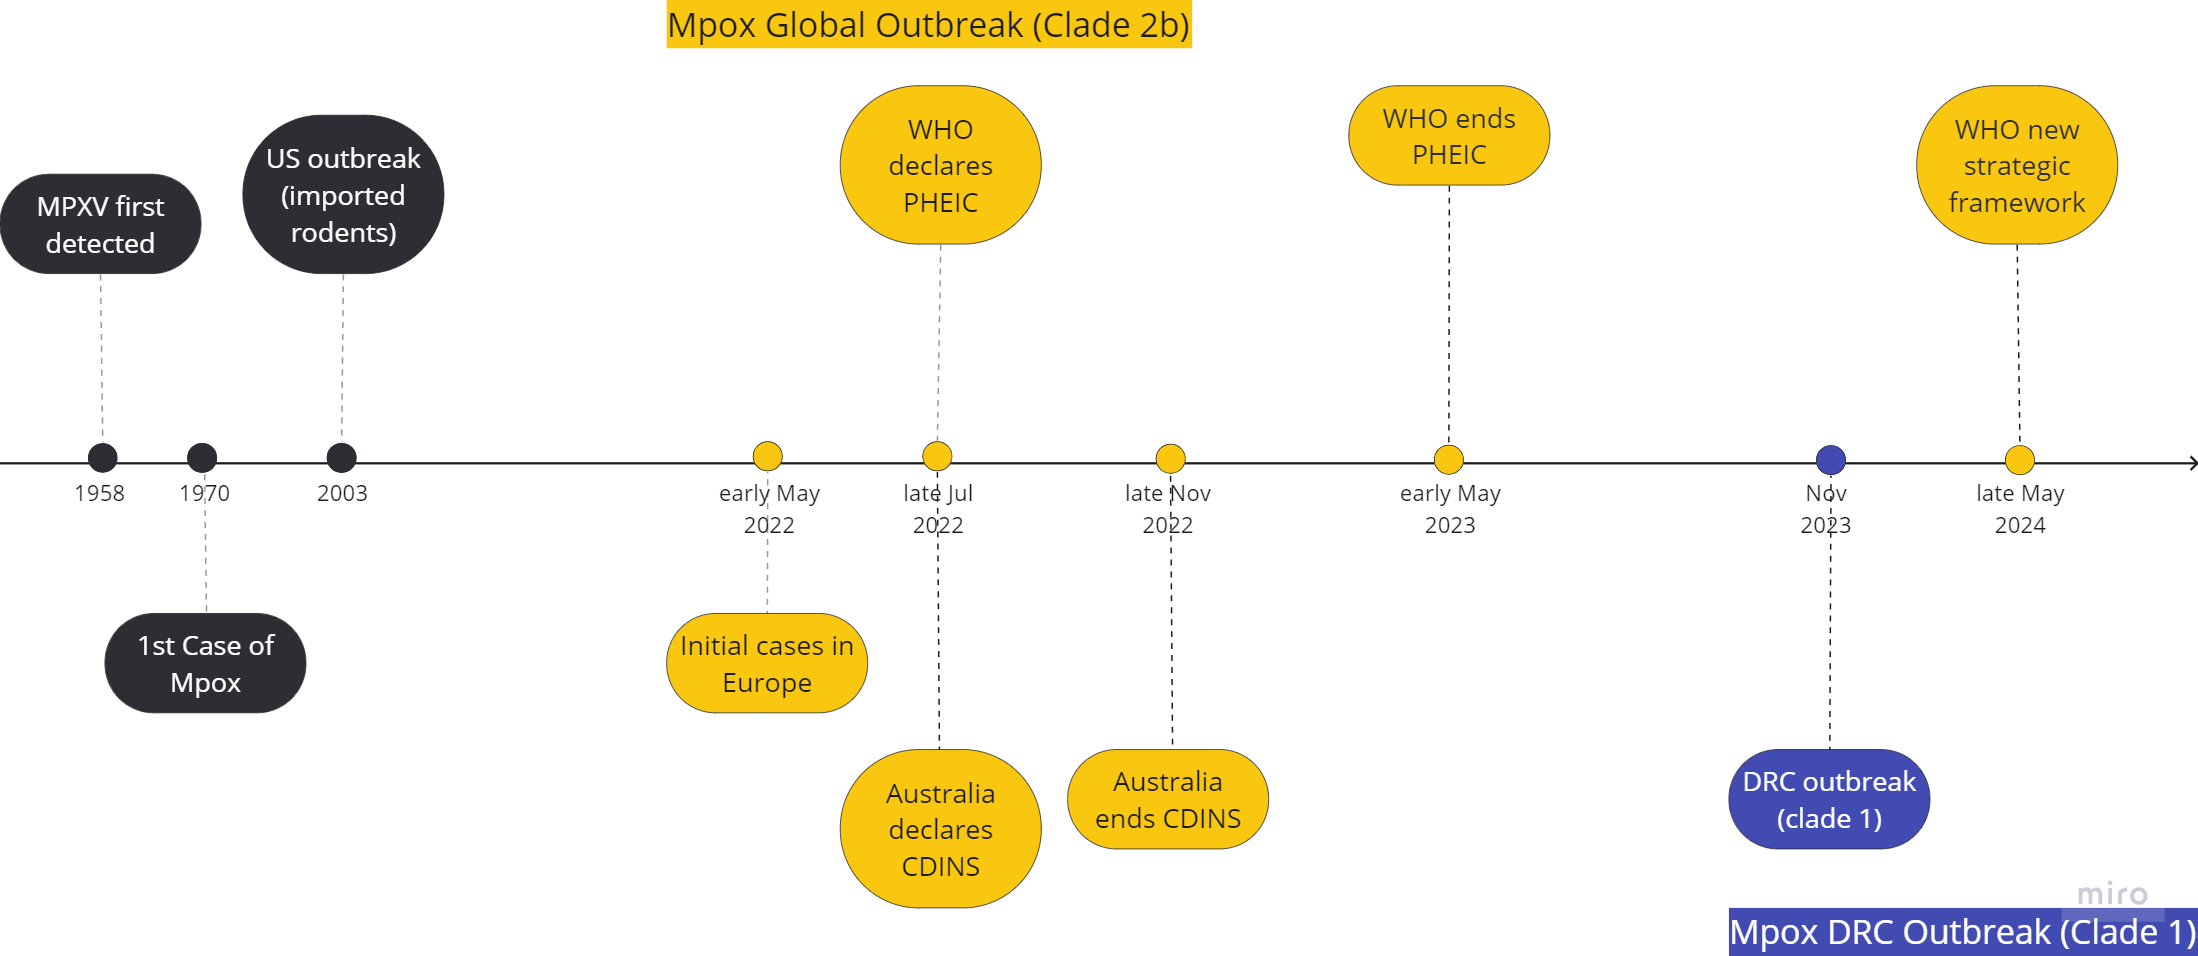 Mpox Global Outbreak (Clade 2b)
MPXV first
detected
US outbreak
(imported
rodents)
WHO
declares
PHEIC
WHO ends
PHEIC
WHO new
strategic
framework
1958
1970
2003
early May
2022
late Jul
2022
late Nov
2022
early May
2023
Nov
2023
late May
2024
1st Case of
Mpox
Initial cases in
Europe
Australia
declares
CDINS
Australia
ends CDINS
DRC outbreak
(clade 1)
miro
Mpox DRC Outbreak (Clade 1)